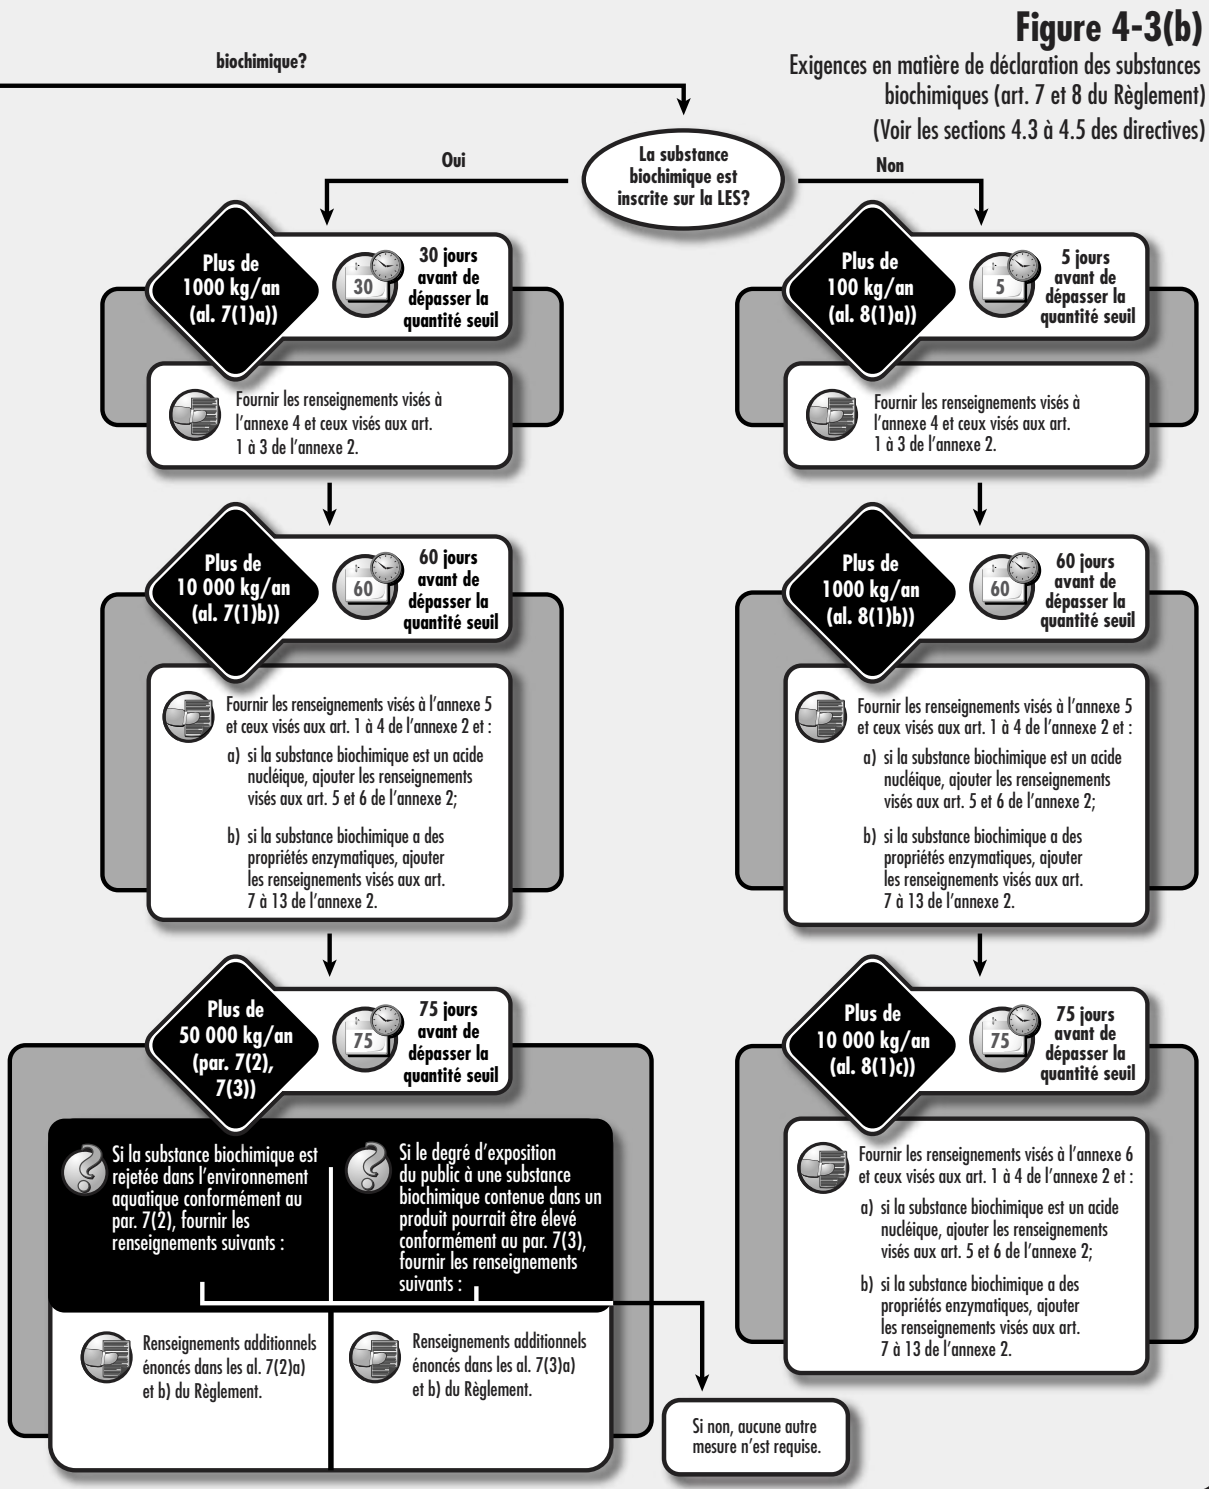 Figure 4-3(b)
Exigences en matière de déclaration des substances
biochimiques (art. 7 et 8 du Règlement)
(Voir les sections 4.3 à 4.5 des directives)
biochimique?
La substance
biochimique est
inscrite sur la LES?
Oui
Non
Plus de
1000 kg/an
(al. 7(1)a))
30
30 jours
avant de
dépasser la
quantité seuil
Fournir les renseignements visés à
l'annexe 4 et ceux visés aux art.
1 à 3 de l'annexe 2.
Plus de
10 000 kg/an
(al. 7(1)b))
60
60 jours
avant de
dépasser la
quantité seuil
Fournir les renseignements visés à l'annexe 5
et ceux visés aux art. 1 à 4 de l'annexe 2 et :
a) si la substance biochimique est un acide
nucléique, ajouter les renseignements
visés aux art. 5 et 6 de l'annexe 2;
b) si la substance biochimique a des
propriétés enzymatiques, ajouter
les renseignements visés aux art.
7 à 13 de l'annexe 2.
Plus de
50 000 kg/an
(par. 7(2),
7(3))
75
75 jours
avant de
dépasser la
quantité seuil
Si la substance biochimique est
rejetée dans l'environnement
aquatique conformément au
par. 7(2), fournir les
renseignements suivants :
Si le degré d'exposition
du public à une substance
biochimique contenue dans un
produit pourrait être élevé
conformément au par. 7(3),
fournir les renseignements
suivants :
Renseignements additionnels
énoncés dans les al. 7(2)a)
et b) du Règlement.
Renseignements additionnels
énoncés dans les al. 7(3)a)
et b) du Règlement.
Si non, aucune autre
mesure n'est requise.
Plus de
100 kg/an
(al. 8(1)a))
5
5 jours
avant de
dépasser la
quantité seuil
Fournir les renseignements visés à
l'annexe 4 et ceux visés aux art.
1 à 3 de l'annexe 2.
Plus de
1000 kg/an
(al. 8(1)b))
60
60 jours
avant de
dépasser la
quantité seuil
Fournir les renseignements visés à l'annexe 5
et ceux visés aux art. 1 à 4 de l'annexe 2 et :
a) si la substance biochimique est un acide
nucléique, ajouter les renseignements
visés aux art. 5 et 6 de l'annexe 2;
b) si la substance biochimique a des
propriétés enzymatiques, ajouter
les renseignements visés aux art.
7 à 13 de l'annexe 2.
Plus de
10 000 kg/an
(al. 8(1)c))
75
75 jours
avant de
dépasser la
quantité seuil
Fournir les renseignements visés à l'annexe 6
et ceux visés aux art. 1 à 4 de l'annexe 2 et :
a) si la substance biochimique est un acide
nucléique, ajouter les renseignements
visés aux art. 5 et 6 de l'annexe 2;
b) si la substance biochimique a des
propriétés enzymatiques, ajouter
les renseignements visés aux art.
7 à 13 de l'annexe 2.